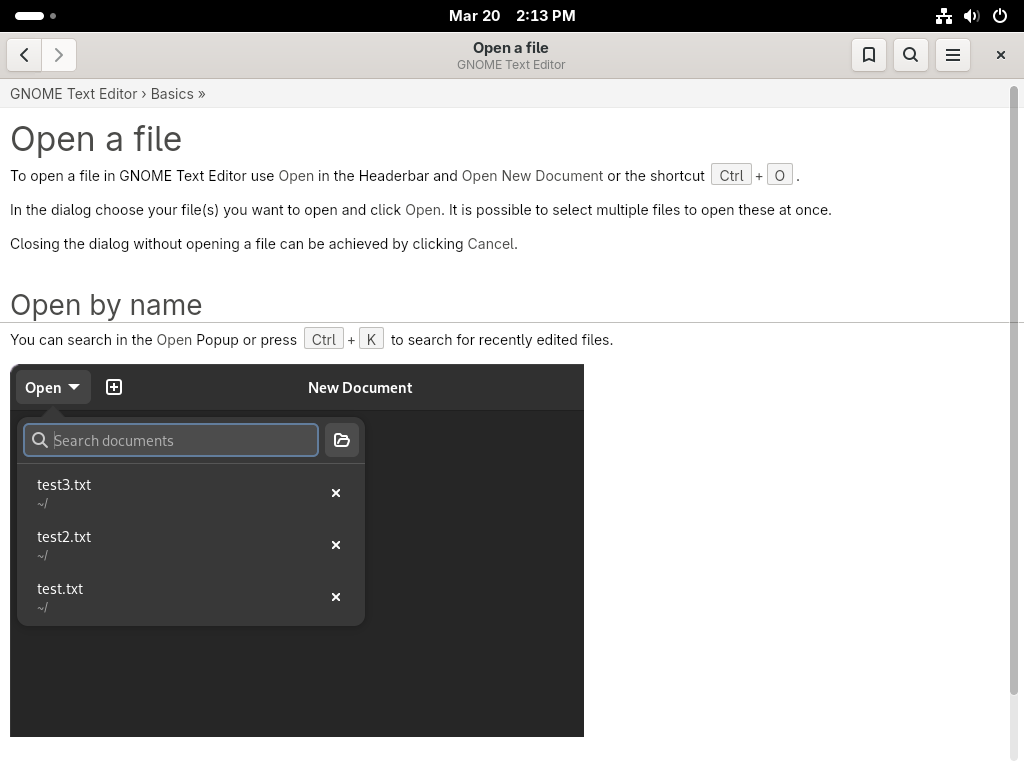 Mar 20 2:13 PM
Open a file
GNOME Text Editor
GNOME Text Editor › Basics »
Open a file
To open a file in GNOME Text Editor use Open in the Headerbar and Open New Document or the shortcut Ctrl + O .
In the dialog choose your file(s) you want to open and click Open. It is possible to select multiple files to open these at once.
Closing the dialog without opening a file can be achieved by clicking Cancel.
Open by name
You can search in the Open Popup or press Ctrl + K to search for recently edited files.
Open New Document
Search documents
test3.txt
~/
test2.txt
~/
test.txt
~/